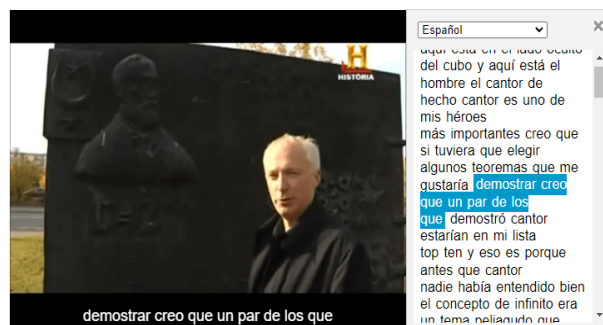 Español
HISTORIA
aquí está en el lado oculto
del cubo y aquí está el
hombre el cantor de
hecho cantor es uno de
mis héroes
más importantes creo que
si tuviera que elegir
algunos teoremas que me
gustaría demostrar creo
que un par de los
que demostró cantor
estarían en mi lista
top ten y eso es porque
antes que cantor
nadie había entendido bien
el concepto de infinito era
un tema peliagudo que
demostrar creo que un par de los que